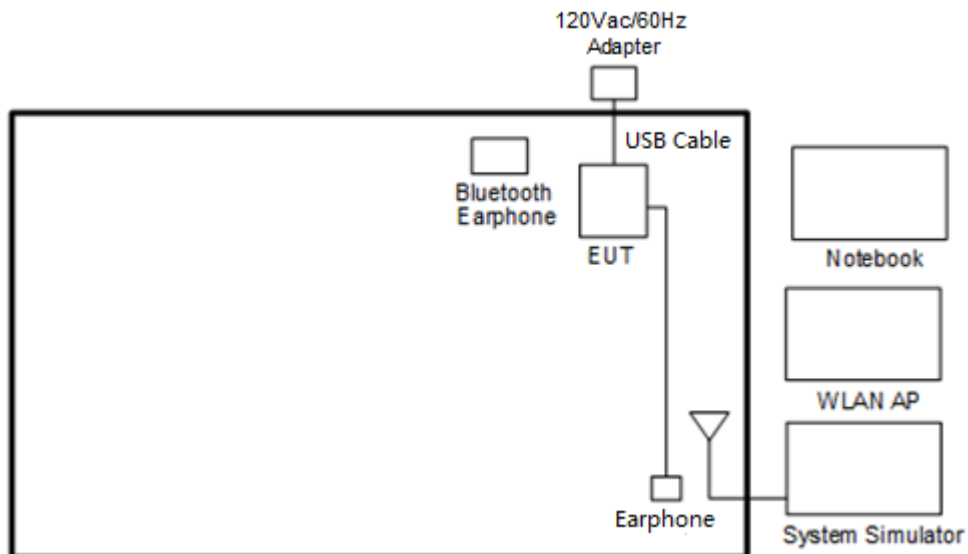 120Vac/60Hz
Adapter
USB Cable
Bluetooth
Earphone
EUT
Notebook
WLAN AP
Earphone
System Simulator